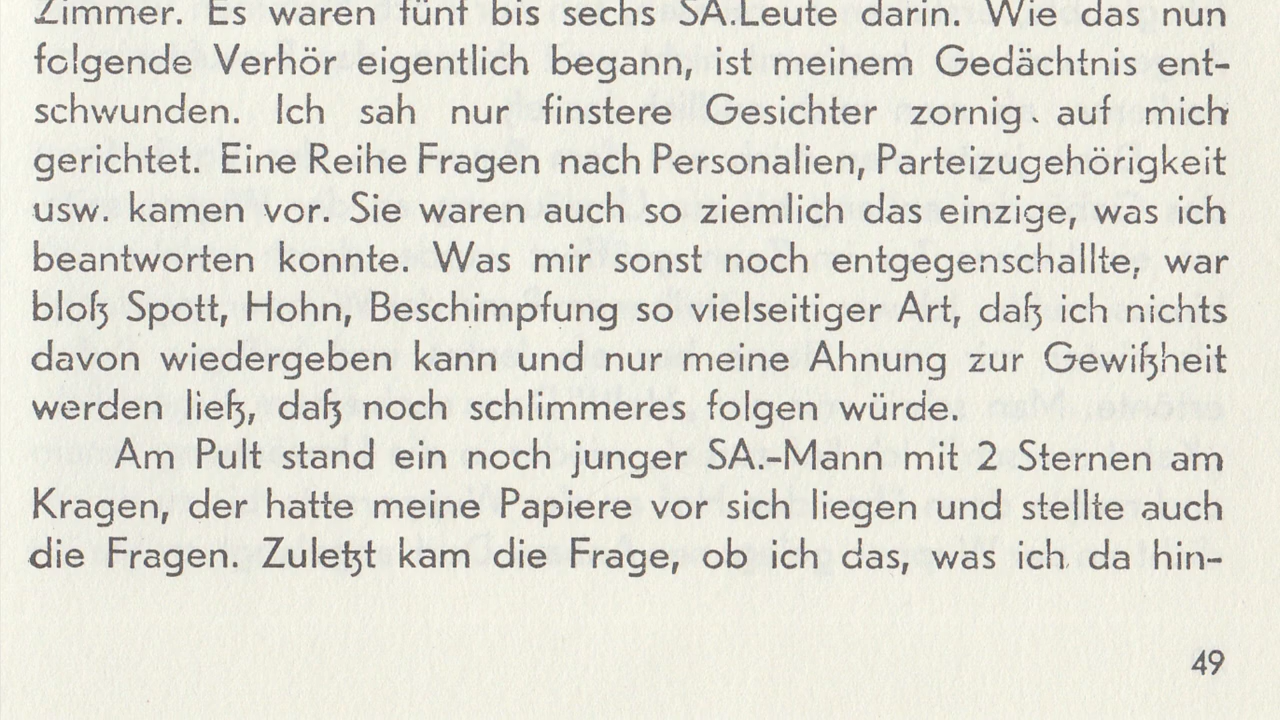 Zimmer. Es waren fünf bis sechs SA.Leute darin. Wie das nun
folgende Verhör eigentlich begann, ist meinem Gedächtnis ent-
schwunden. Ich sah nur finstere Gesichter zornig auf mich
gerichtet. Eine Reihe Fragen nach Personalien, Parteizugehörigkeit
usw. kamen vor. Sie waren auch so ziemlich das einzige, was ich
beantworten konnte. Was mir sonst noch entgegenschallte, war
bloß Spott, Hohn, Beschimpfung so vielseitiger Art, daß ich nichts
davon wiedergeben kann und nur meine Ahnung zur Gewißheit
werden ließ, daß noch schlimmeres folgen würde.
Am Pult stand ein noch junger SA.-Mann mit 2 Sternen am
Kragen, der hatte meine Papiere vor sich liegen und stellte auch
die Fragen. Zuletzt kam die Frage, ob ich das, was ich da hin-
49